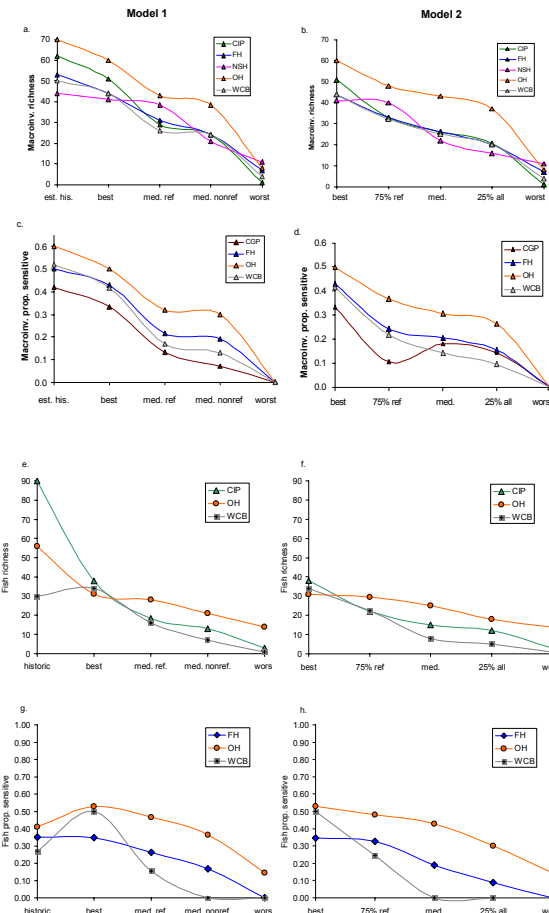 Model 1
Model 2
a.
70
60
50
40
30
20
10
0
Macroinv. richness
est. his.
best
med. ref
med. nonref
worst
CIP
FH
NSH
OH
WCB
b.
70
60
50
40
30
20
10
0
Macroinv. richness
best
75% ref
med.
25% all
worst
CIP
FH
NSH
OH
WCB
c.
0.6
0.5
0.4
0.3
0.2
0.1
0.0
Macroinv. prop. sensitive
est. his.
best
med. ref
med. nonref
worst
CGP
FH
OH
WCB
d.
0.6
0.5
0.4
0.3
0.2
0.1
0.0
Macroinv. prop. sensitive
best
75% ref
med.
25% all
worst
CGP
FH
OH
WCB
e.
90
80
70
60
50
40
30
20
10
0
Fish richness
historic
best
med. ref.
med. nonref.
wors
CIP
OH
WCB
f.
90
80
70
60
50
40
30
20
10
0
Fish richness
best
75% ref
med.
25% all
CIP
OH
WCB
g.
1.00
0.90
0.80
0.70
0.60
0.50
0.40
0.30
0.20
0.10
0.00
Fish prop. sensitive
historic
best
med. ref.
med. nonref.
wors
FH
OH
WCB
h.
1.00
0.90
0.80
0.70
0.60
0.50
0.40
0.30
0.20
0.10
0.00
Fish prop. sensitive
best
75% ref
med.
25% all
FH
OH
WCB